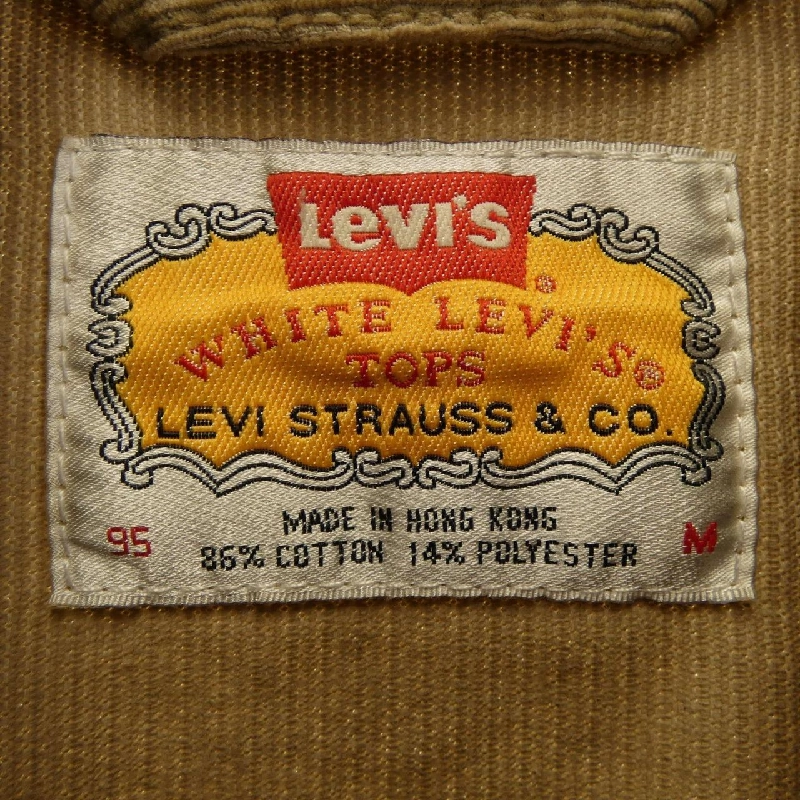 LEVI'S ®
WHITE LEVI'S®
TOPS
LEVI STRAUSS & CO.
MADE IN HONG KONG
95 86% COTTON 14% POLYESTER M